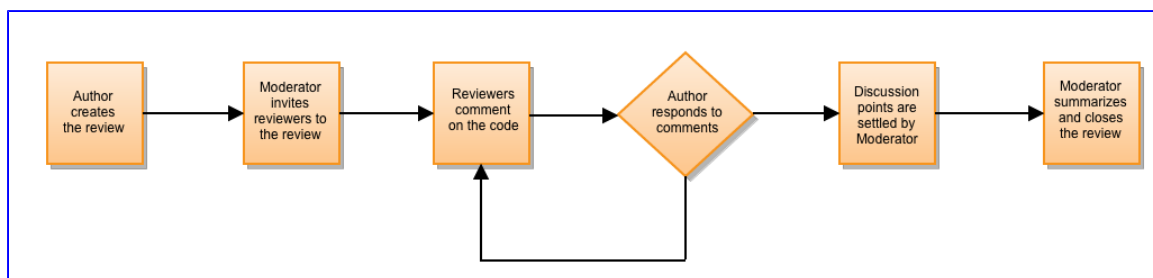 Author
creates
the review
Moderator
invites
reviewers to
the review
Reviewers
comment
on the code
Author
responds to
comments
Discussion
points are
settled by
Moderator
Moderator
summarizes
and closes
the review